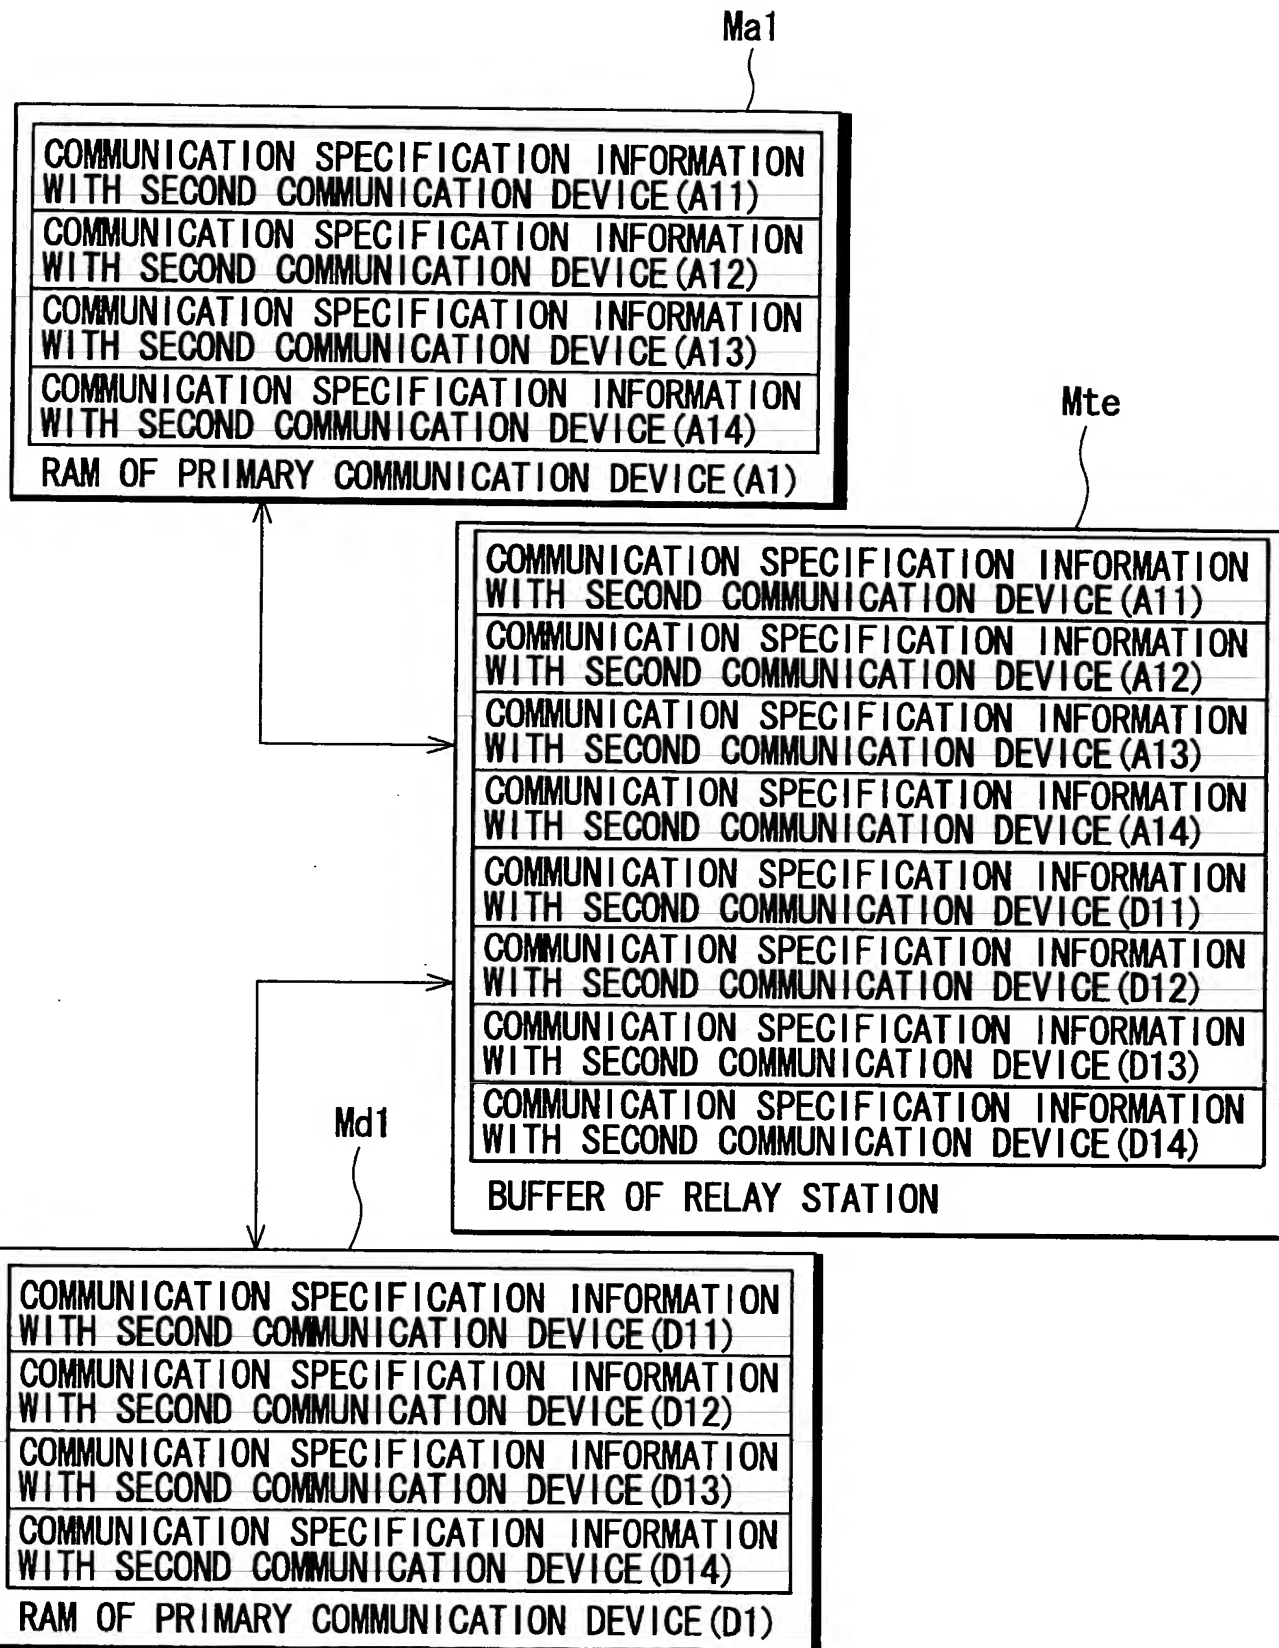 Ma1
COMMUNICATION SPECIFICATION INFORMATION
WITH SECOND COMMUNICATION DEVICE(A11)
COMMUNICATION SPECIFICATION INFORMATION
WITH SECOND COMMUNICATION DEVICE(A12)
COMMUNICATION SPECIFICATION INFORMATION
WITH SECOND COMMUNICATION DEVICE(A13)
COMMUNICATION SPECIFICATION INFORMATION
WITH SECOND COMMUNICATION DEVICE(A14)
RAM OF PRIMARY COMMUNICATION DEVICE(A1)
Mte
COMMUNICATION SPECIFICATION INFORMATION
WITH SECOND COMMUNICATION DEVICE(A11)
COMMUNICATION SPECIFICATION INFORMATION
WITH SECOND COMMUNICATION DEVICE(A12)
COMMUNICATION SPECIFICATION INFORMATION
WITH SECOND COMMUNICATION DEVICE(A13)
COMMUNICATION SPECIFICATION INFORMATION
WITH SECOND COMMUNICATION DEVICE(A14)
COMMUNICATION SPECIFICATION INFORMATION
WITH SECOND COMMUNICATION DEVICE(D11)
COMMUNICATION SPECIFICATION INFORMATION
WITH SECOND COMMUNICATION DEVICE(D12)
COMMUNICATION SPECIFICATION INFORMATION
WITH SECOND COMMUNICATION DEVICE(D13)
COMMUNICATION SPECIFICATION INFORMATION
WITH SECOND COMMUNICATION DEVICE(D14)
BUFFER OF RELAY STATION
Md1
COMMUNICATION SPECIFICATION INFORMATION
WITH SECOND COMMUNICATION DEVICE(D11)
COMMUNICATION SPECIFICATION INFORMATION
WITH SECOND COMMUNICATION DEVICE(D12)
COMMUNICATION SPECIFICATION INFORMATION
WITH SECOND COMMUNICATION DEVICE(D13)
COMMUNICATION SPECIFICATION INFORMATION
WITH SECOND COMMUNICATION DEVICE(D14)
RAM OF PRIMARY COMMUNICATION DEVICE(D1)